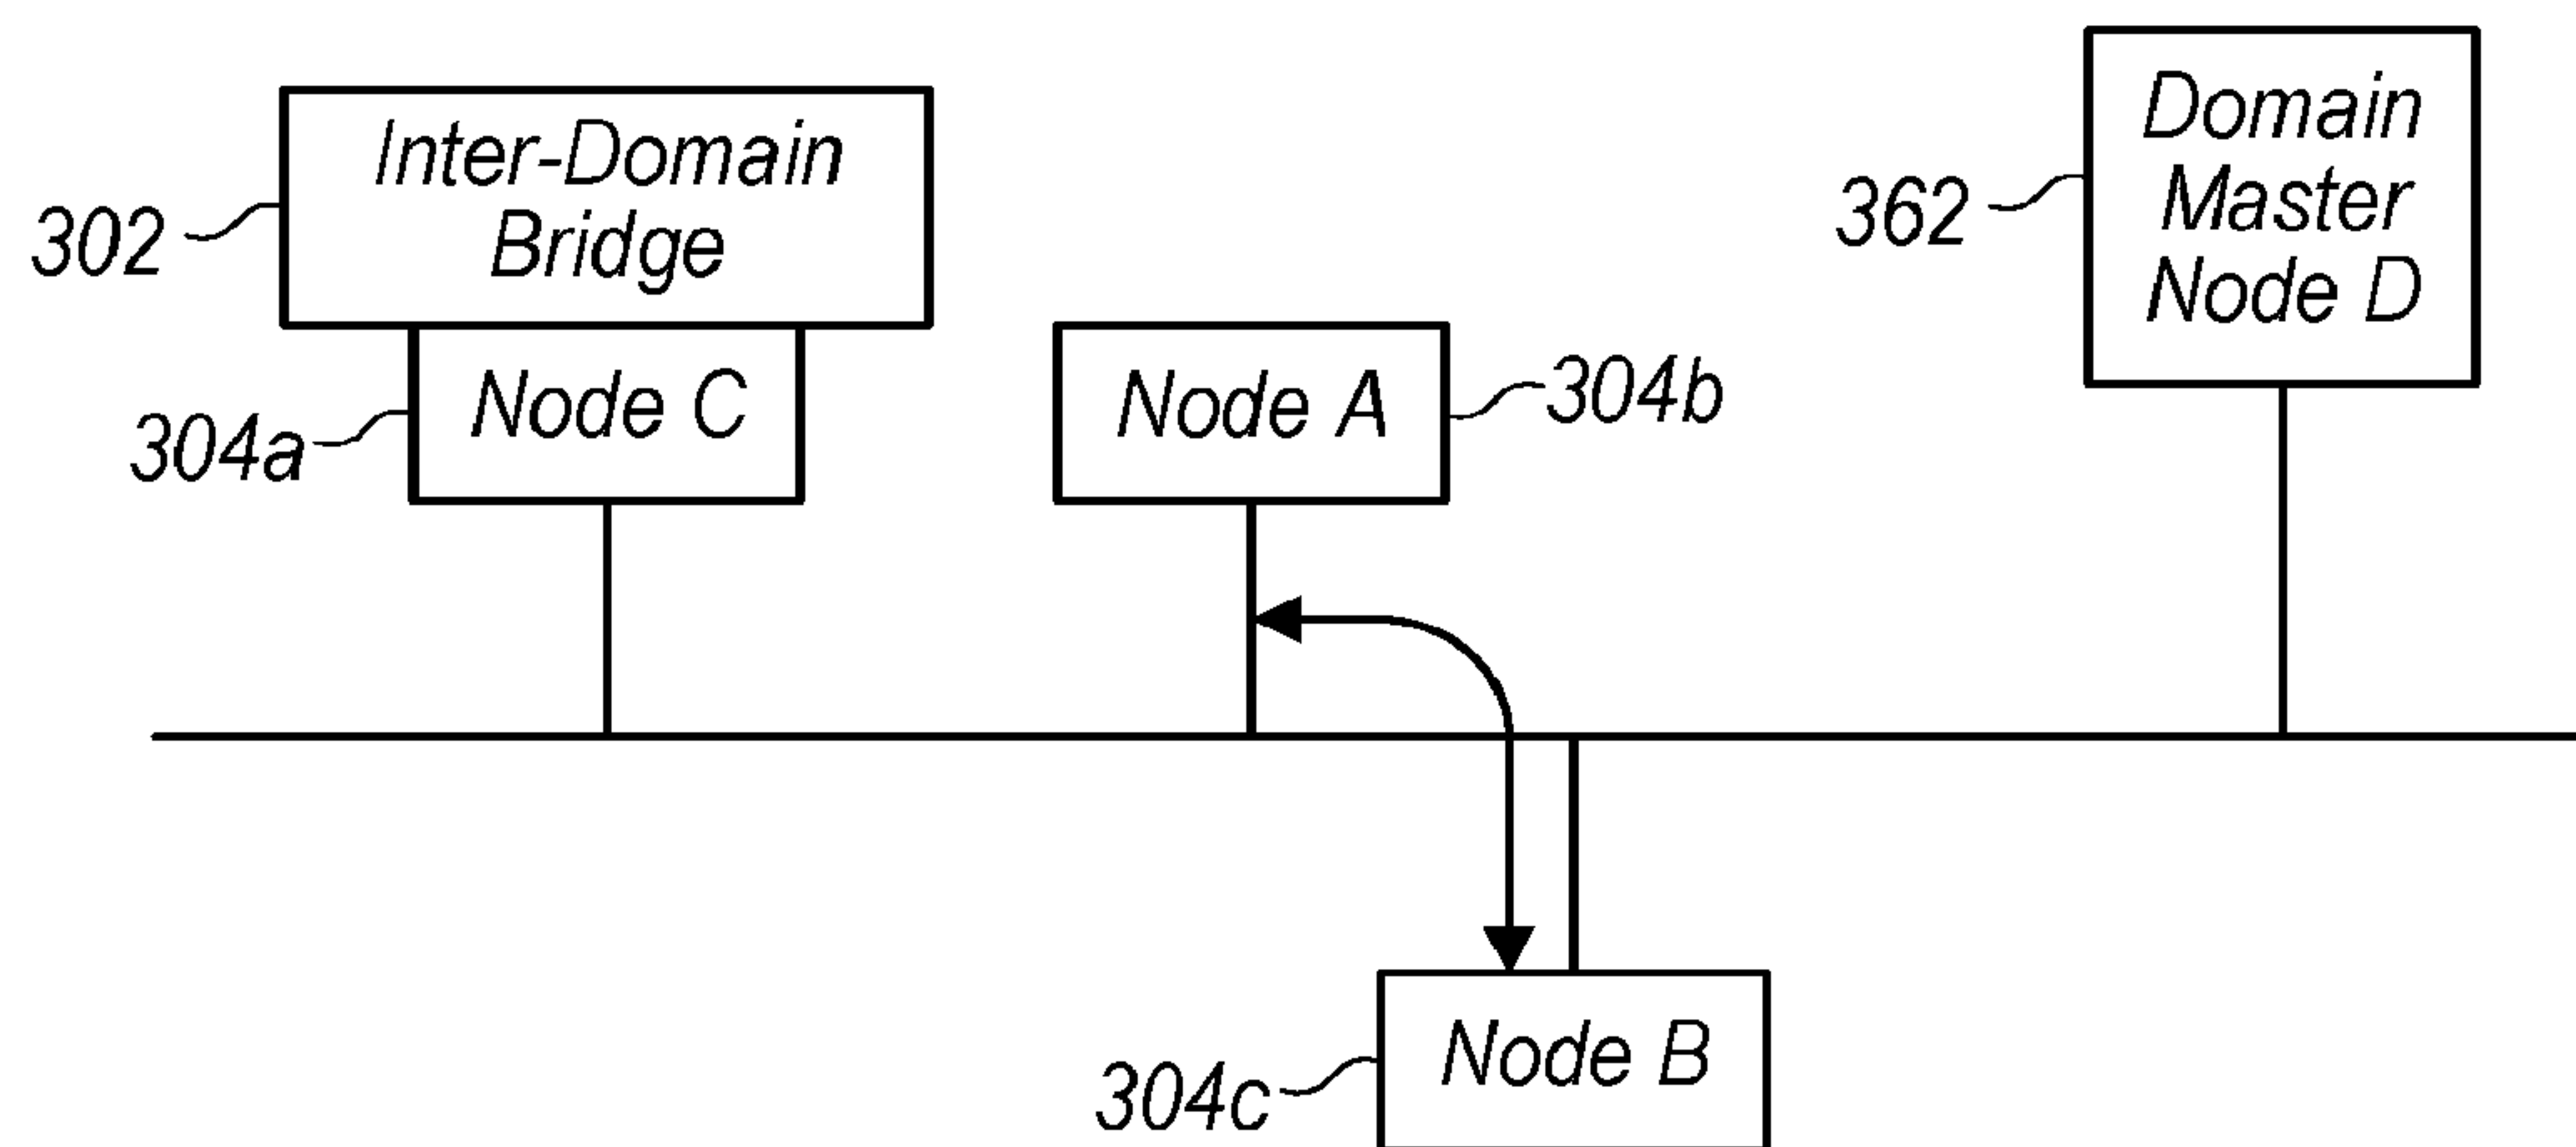 Inter-Domain
Bridge
302
Node C
304a
Node A
304b
Domain
Master
Node D
362
Node B
304c